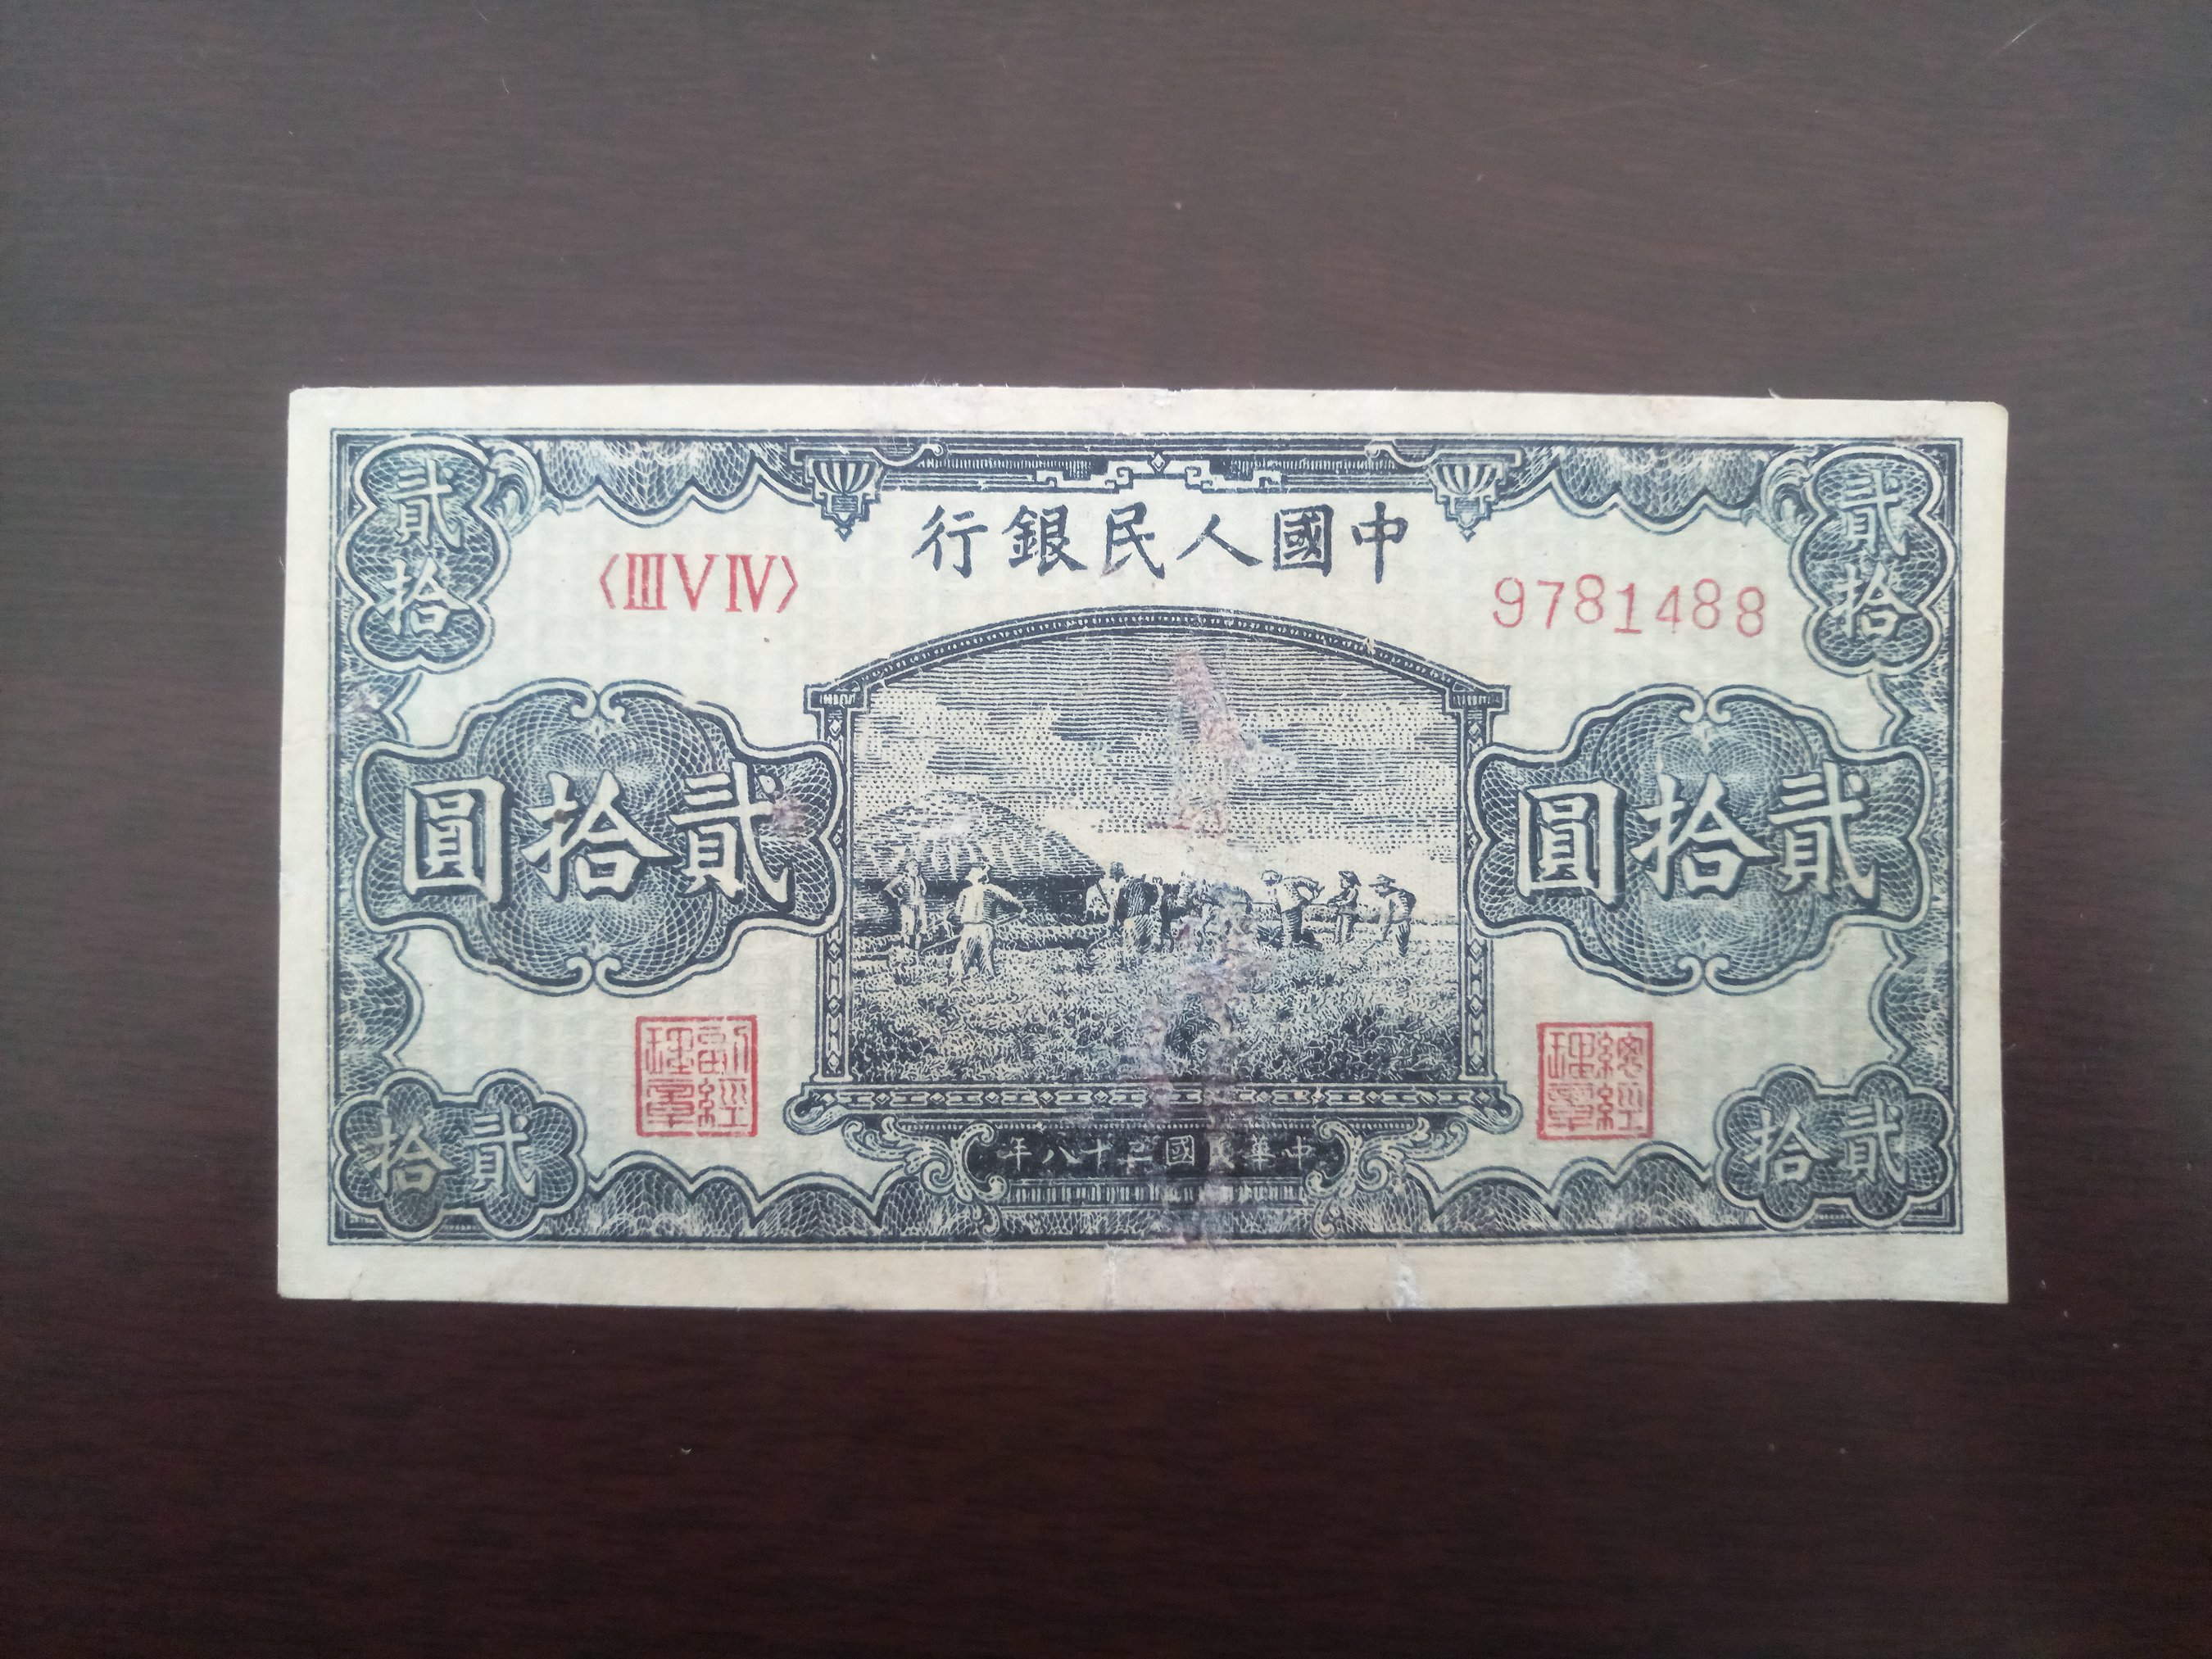 中國人民銀行
貳拾
貳拾
〈ⅢⅤⅣ〉
9781488
貳拾圓
貳拾圓
副經理章
總經理章
中華民國三十八年
貳拾
貳拾